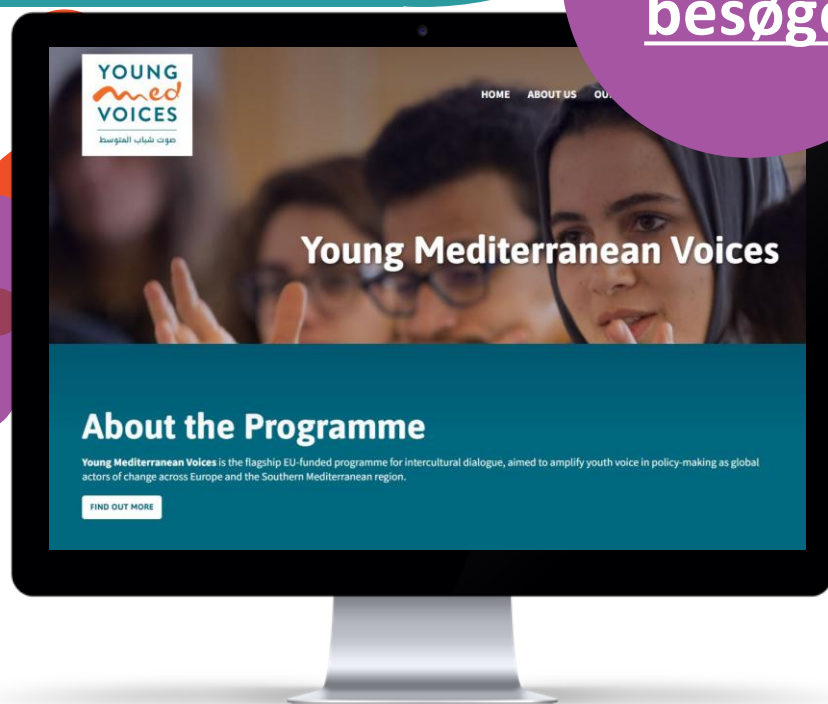 besøge
YOUNG
med
VOICES
صوت شباب المتوسط
HOME ABOUT US
Young Mediterranean Voices
About the Programme
Young Mediterranean Voices is the flagship EU-funded programme for intercultural dialogue, aimed to amplify youth voice in policy-making as global
actors of change across Europe and the Southern Mediterranean region.
FIND OUT MORE